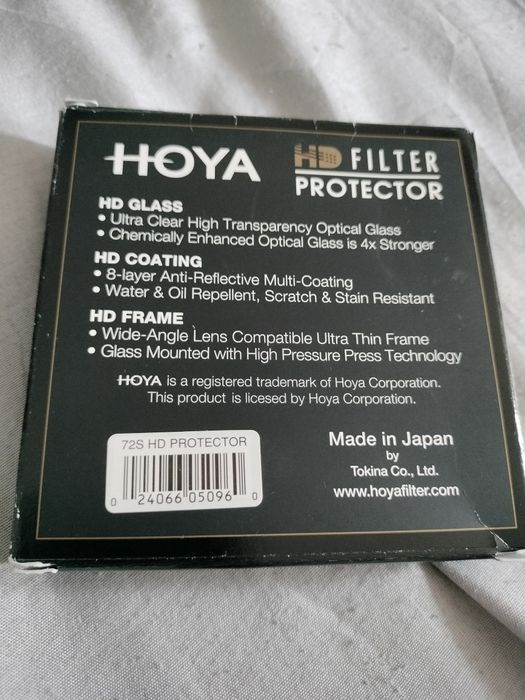 HOYA
HD FILTER
PROTECTOR
HD GLASS
• Ultra Clear High Transparency Optical Glass
• Chemically Enhanced Optical Glass is 4x Stronger
HD COATING
• 8-layer Anti-Reflective Multi-Coating
• Water & Oil Repellent, Scratch & Stain Resistant
HD FRAME
• Wide-Angle Lens Compatible Ultra Thin Frame
• Glass Mounted with High Pressure Press Technology
HOYA is a registered trademark of Hoya Corporation.
This product is licesed by Hoya Corporation.
72S HD PROTECTOR
0 24066 05096 0
Made in Japan
by
Tokina Co., Ltd.
www.hoyafilter.com